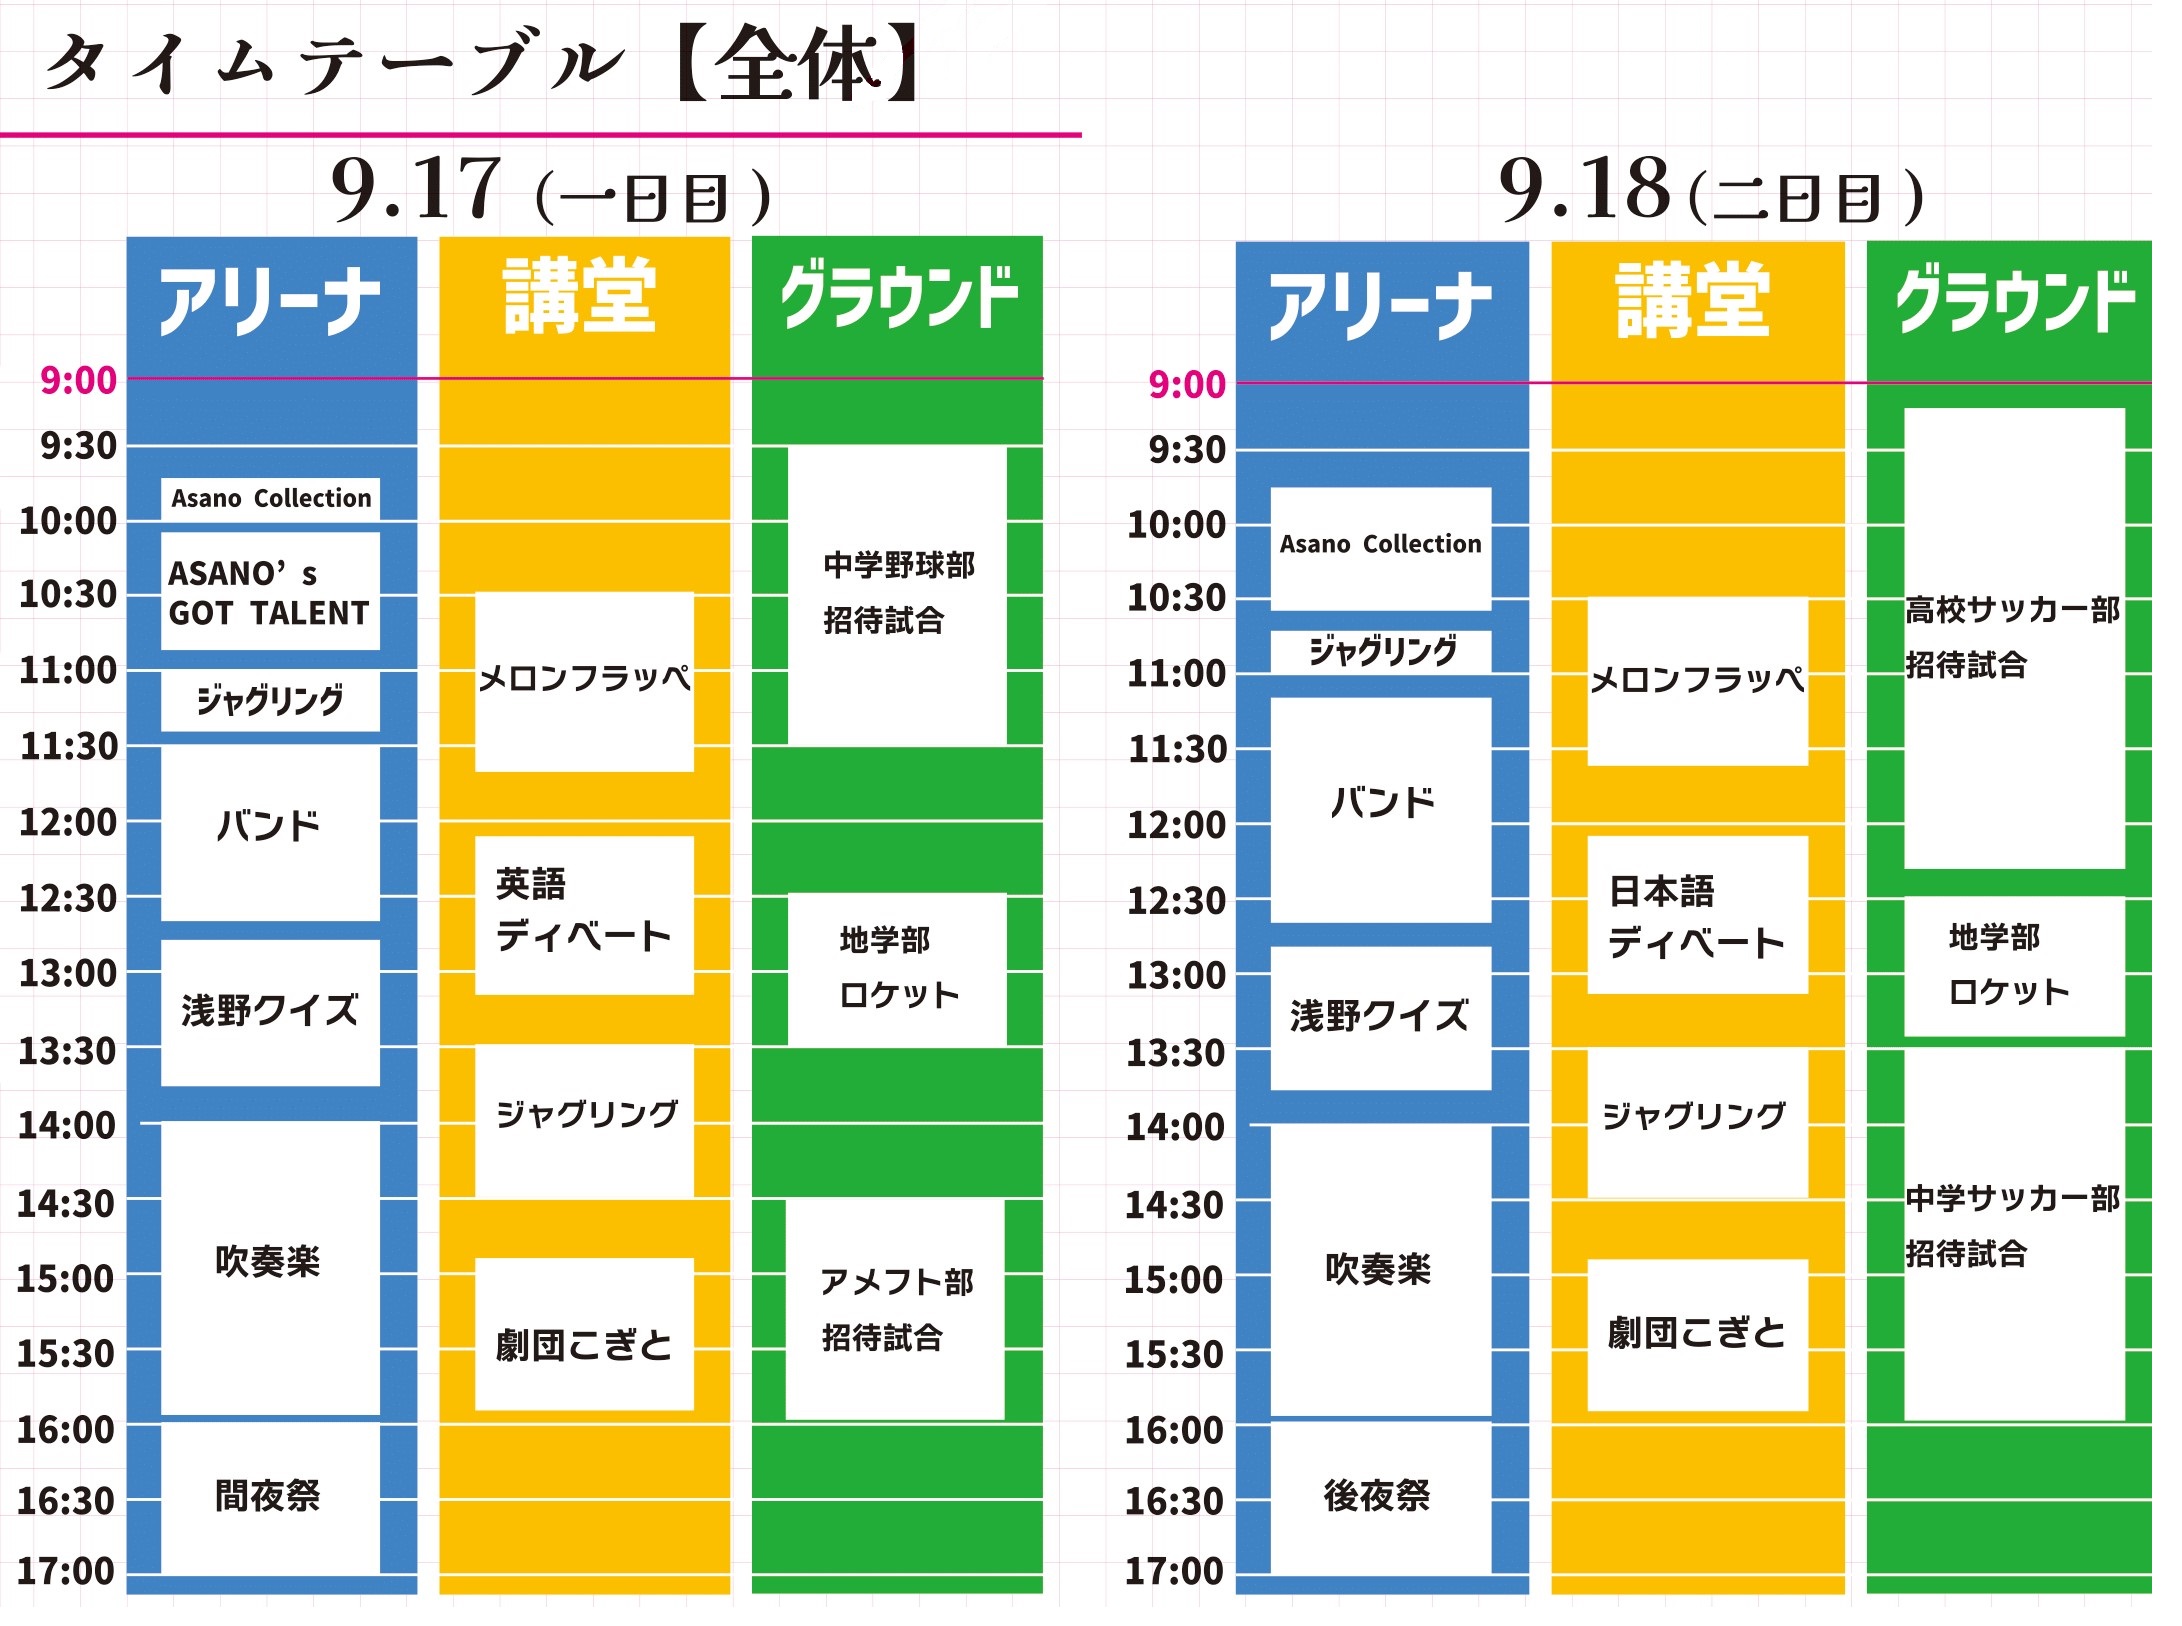 タイムテーブル【全体】
9.17 (一日目)
アリーナ
講堂
グラウンド
9:00
9:30
10:00
10:30
11:00
11:30
12:00
12:30
13:00
13:30
14:00
14:30
15:00
15:30
16:00
16:30
17:00
Asano Collection
ASANO’s
GOT TALENT
ジャグリング
バンド
浅野クイズ
吹奏楽
間夜祭
メロンフラッペ
英語
ディベート
ジャグリング
劇団こぎと
中学野球部
招待試合
地学部
ロケット
アメフト部
招待試合
9.18 (二日目)
アリーナ
講堂
グラウンド
9:00
9:30
10:00
10:30
11:00
11:30
12:00
12:30
13:00
13:30
14:00
14:30
15:00
15:30
16:00
16:30
17:00
Asano Collection
ジャグリング
バンド
浅野クイズ
吹奏楽
後夜祭
メロンフラッペ
日本語
ディベート
ジャグリング
劇団こぎと
高校サッカー部
招待試合
地学部
ロケット
中学サッカー部
招待試合